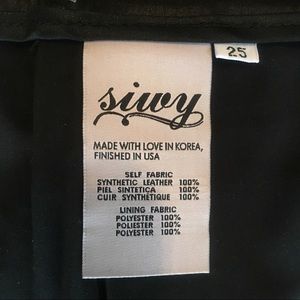 25
siwy
MADE WITH LOVE IN KOREA,
FINISHED IN USA
SELF FABRIC
SYNTHETIC LEATHER 100%
PIEL SINTETICA 100%
CUIR SYNTHÉTIQUE 100%
LINING FABRIC
POLYESTER 100%
POLIESTER 100%
POLYESTER 100%